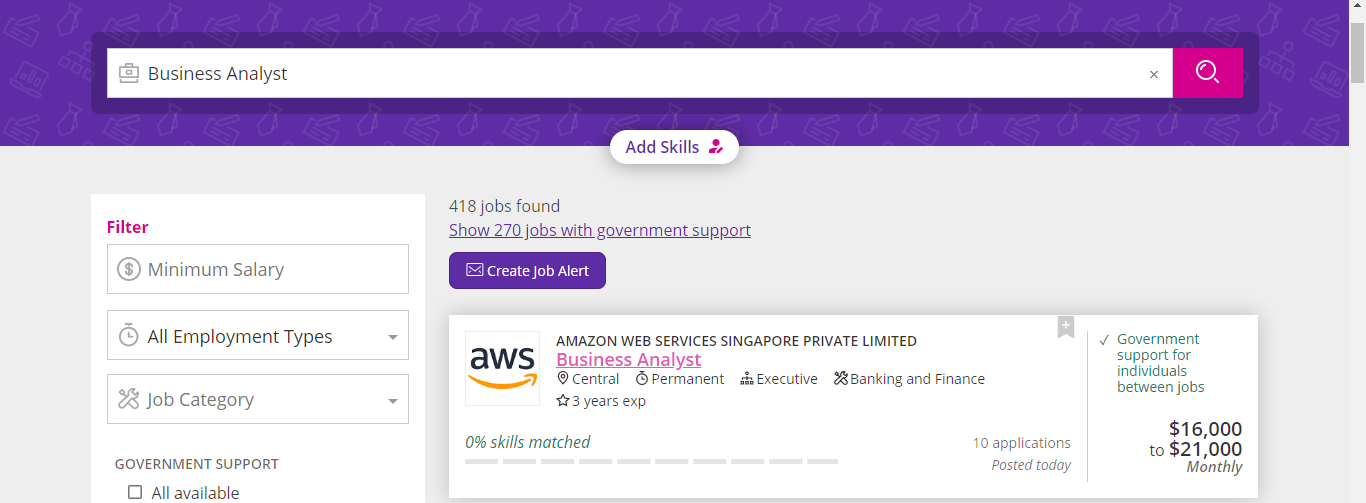 Business Analyst ×
Add Skills
Filter
Minimum Salary
All Employment Types
Job Category
GOVERNMENT SUPPORT
All available
418 jobs found
Show 270 jobs with government support
Create Job Alert
aws
AMAZON WEB SERVICES SINGAPORE PRIVATE LIMITED
Business Analyst
Central Permanent Executive Banking and Finance
3 years exp
0% skills matched
10 applications
Posted today
✓ Government
support for
individuals
between jobs
$16,000
to $21,000
Monthly